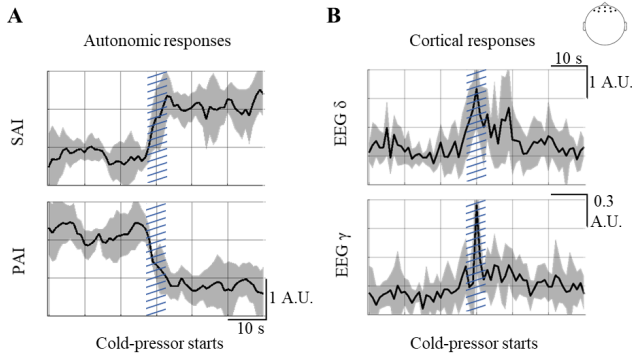 A
Autonomic responses
SAI
PAI
1 A.U.
10 s
Cold-pressor starts
B
Cortical responses
10 s
1 A.U.
EEG δ
0.3
A.U.
EEG γ
Cold-pressor starts